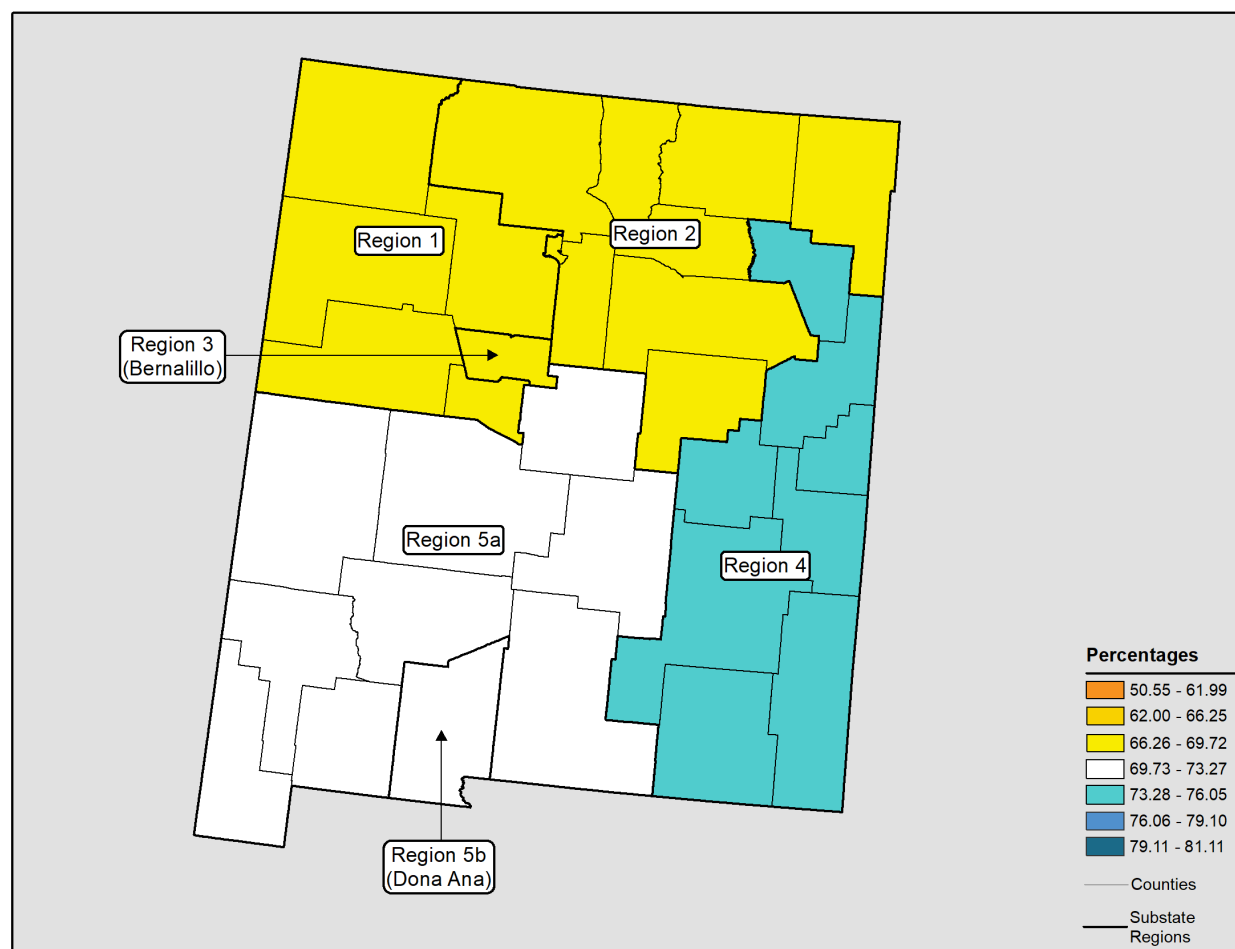 Region 1
Region 2
Region 3
(Bernalillo)
Region 5a
Region 4
Region 5b
(Dona Ana)
Percentages
50.55 - 61.99
62.00 - 66.25
66.26 - 69.72
69.73 - 73.27
73.28 - 76.05
76.06 - 79.10
79.11 - 81.11
Counties
Substate
Regions